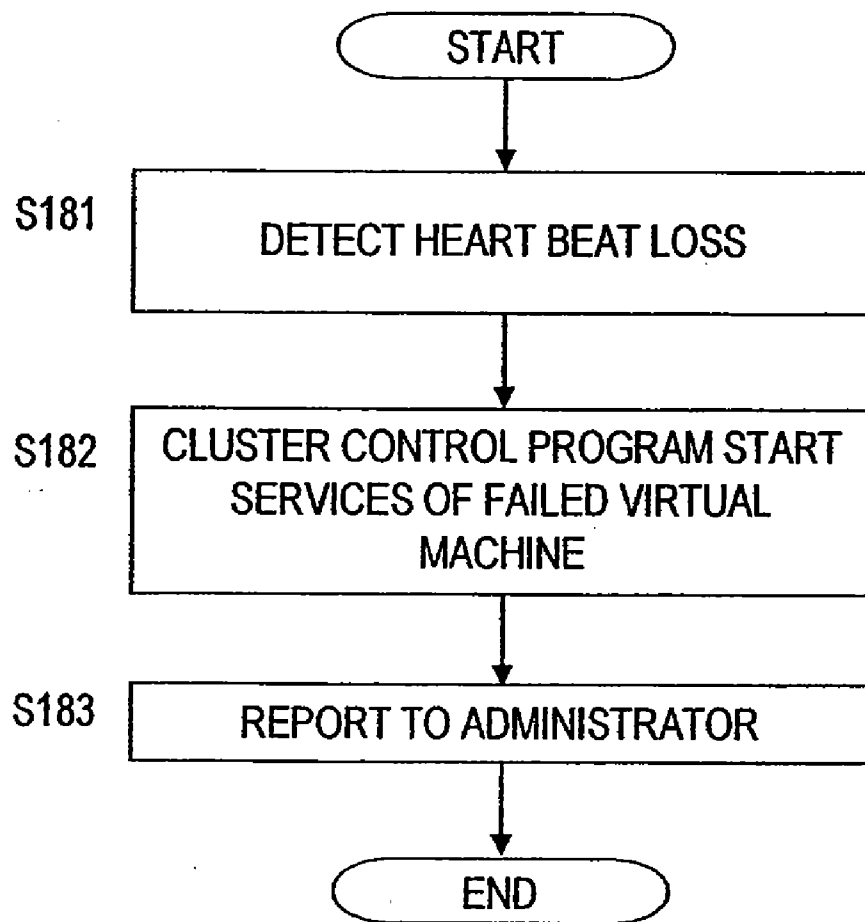 START
S181
DETECT HEART BEAT LOSS
S182
CLUSTER CONTROL PROGRAM START
SERVICES OF FAILED VIRTUAL
MACHINE
S183
REPORT TO ADMINISTRATOR
END